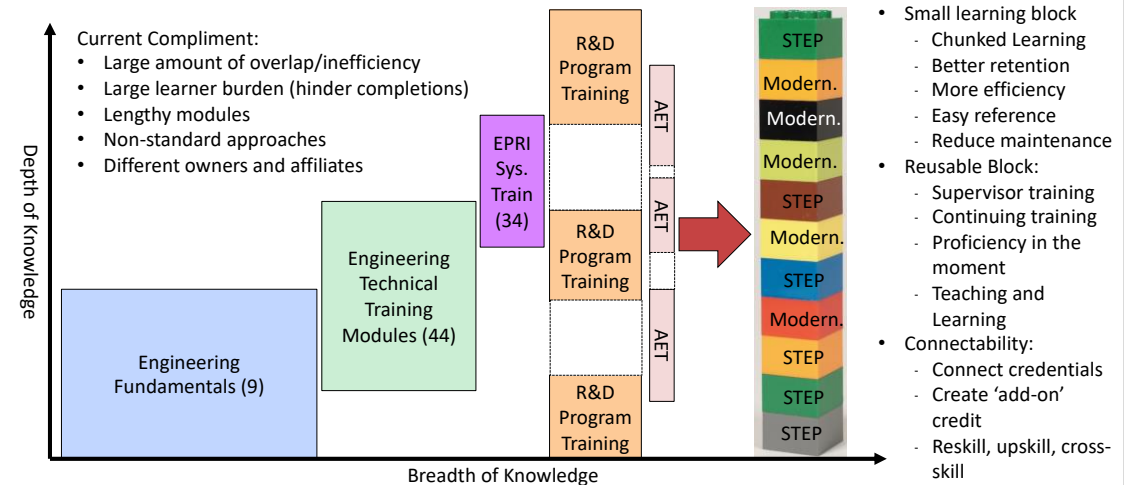 Current Compliment:
• Large amount of overlap/inefficiency
• Large learner burden (hinder completions)
• Lengthy modules
• Non-standard approaches
• Different owners and affiliates
Depth of Knowledge
Breadth of Knowledge
Engineering
Fundamentals (9)
Engineering
Technical
Training
Modules (44)
EPRI
Sys.
Train
(34)
R&D
Program
Training
R&D
Program
Training
R&D
Program
Training
AET
AET
AET
STEP
Modern.
Modern.
Modern.
STEP
Modern.
STEP
Modern.
STEP
STEP
STEP
• Small learning block
- Chunked Learning
- Better retention
- More efficiency
- Easy reference
- Reduce maintenance
• Reusable Block:
- Supervisor training
- Continuing training
- Proficiency in the
moment
- Teaching and
Learning
• Connectability:
- Connect credentials
- Create ‘add-on’
credit
- Reskill, upskill, cross-
skill